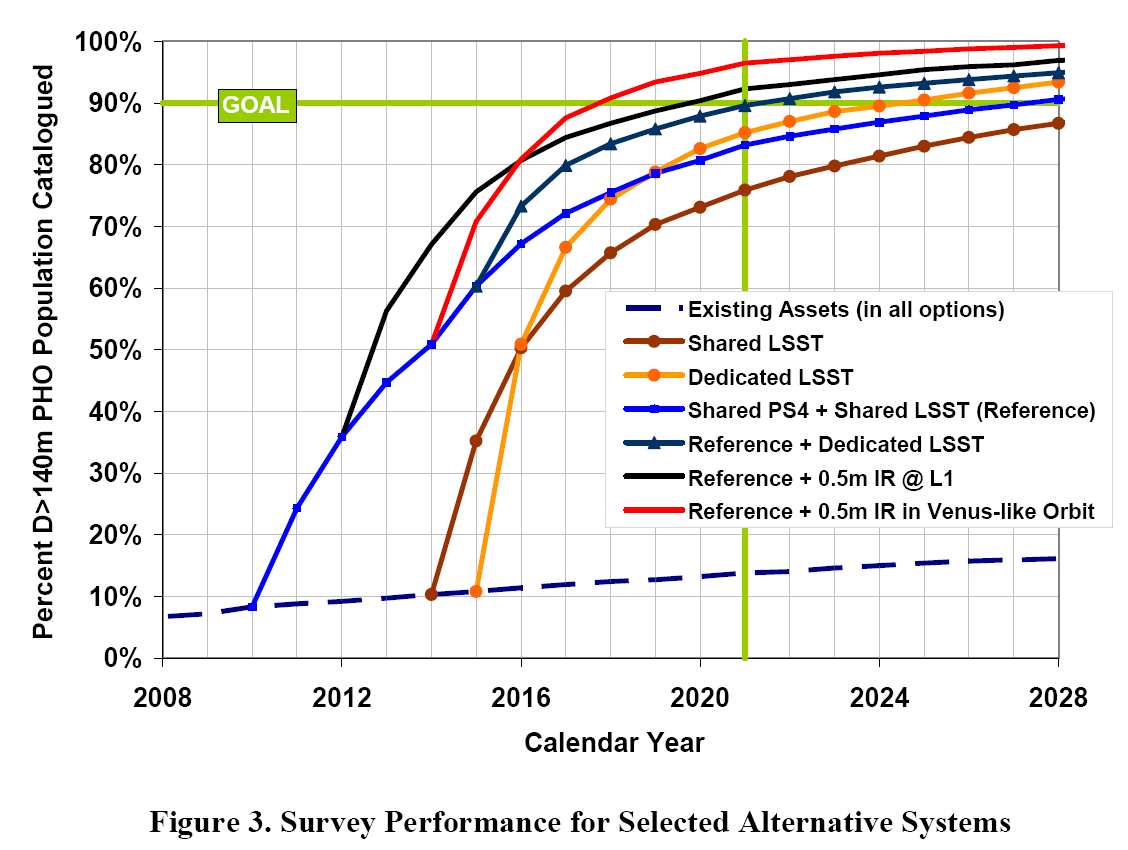 100%
90%
80%
70%
60%
50%
40%
30%
20%
10%
0%
Percent D>140m PHO Population Catalogued
GOAL
Existing Assets (in all options)
Shared LSST
Dedicated LSST
Shared PS4 + Shared LSST (Reference)
Reference + Dedicated LSST
Reference + 0.5m IR @ L1
Reference + 0.5m IR in Venus-like Orbit
2008 2012 2016 2020 2024 2028
Calendar Year
Figure 3. Survey Performance for Selected Alternative Systems